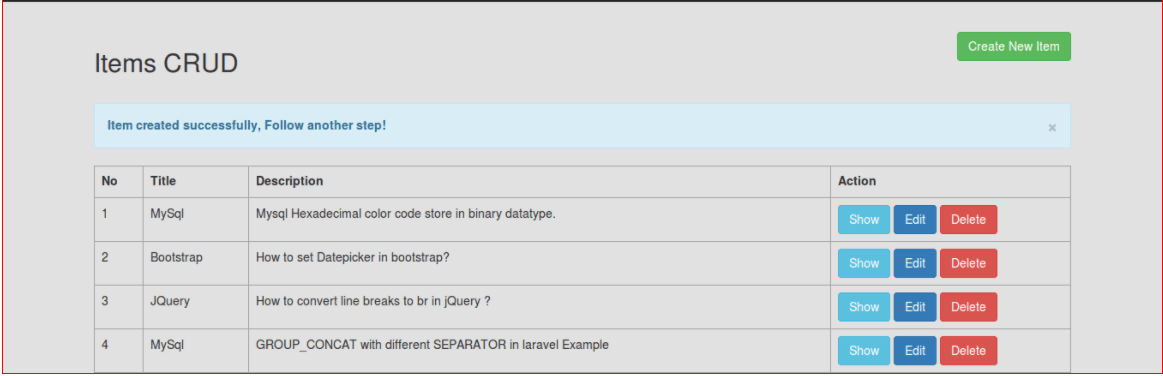 Create New Item
Items CRUD
Item created successfully, Follow another step!
×
No Title Description Action
1 MySql Mysql Hexadecimal color code store in binary datatype. Show Edit Delete
2 Bootstrap How to set Datepicker in bootstrap? Show Edit Delete
3 JQuery How to convert line breaks to br in jQuery ? Show Edit Delete
4 MySql GROUP_CONCAT with different SEPARATOR in laravel Example Show Edit Delete